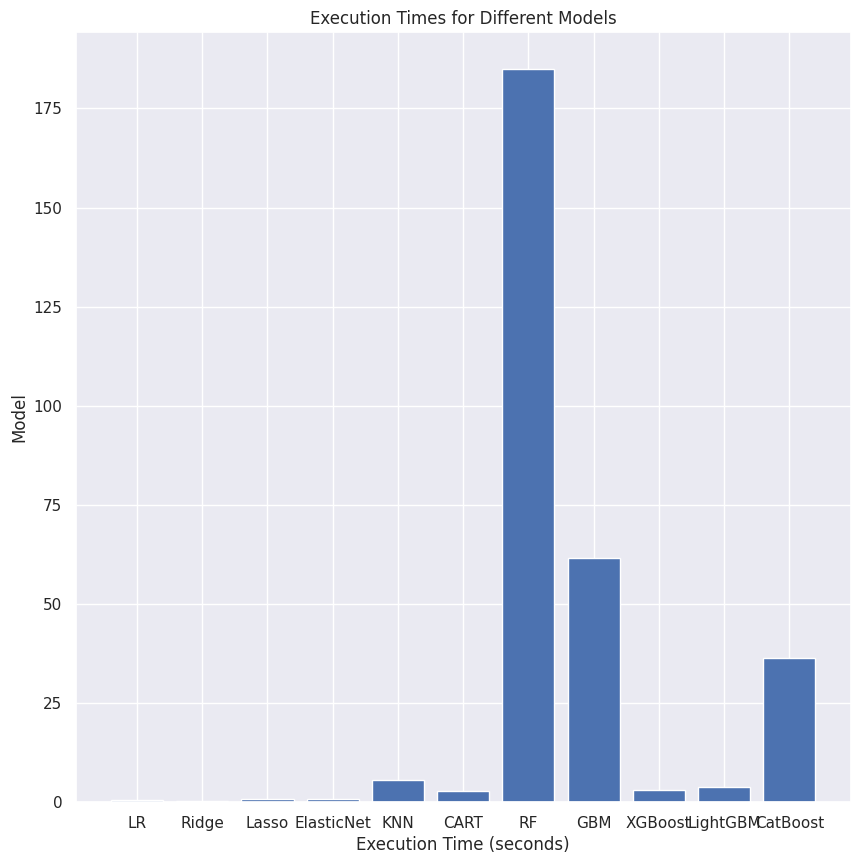 Execution Times for Different Models
175
150
125
100
75
50
25
0
Model
LR Ridge Lasso ElasticNet KNN CART RF GBM XGBoost LightGBM CatBoost
Execution Time (seconds)